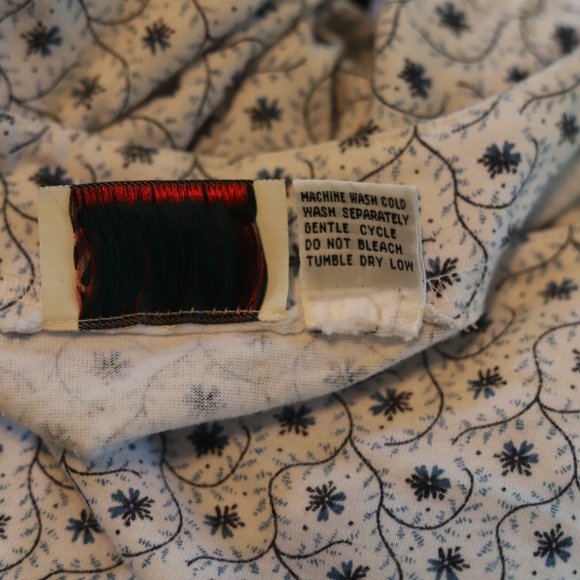 MACHINE WASH COLD
WASH SEPARATELY
GENTLE CYCLE
DO NOT BLEACH
TUMBLE DRY LOW